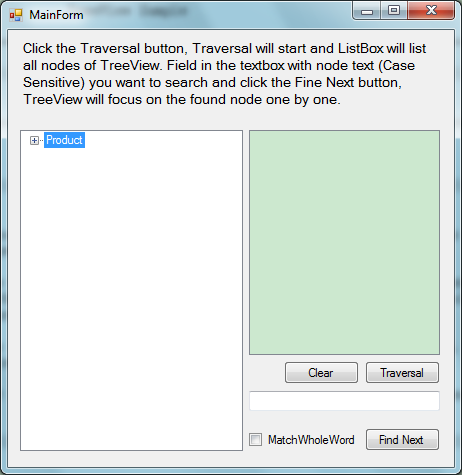 MainForm
Click the Traversal button, Traversal will start and ListBox will list
all nodes of TreeView. Field in the textbox with node text (Case
Sensitive) you want to search and click the Fine Next button,
TreeView will focus on the found node one by one.
Product
Clear
Traversal
MatchWholeWord
Find Next